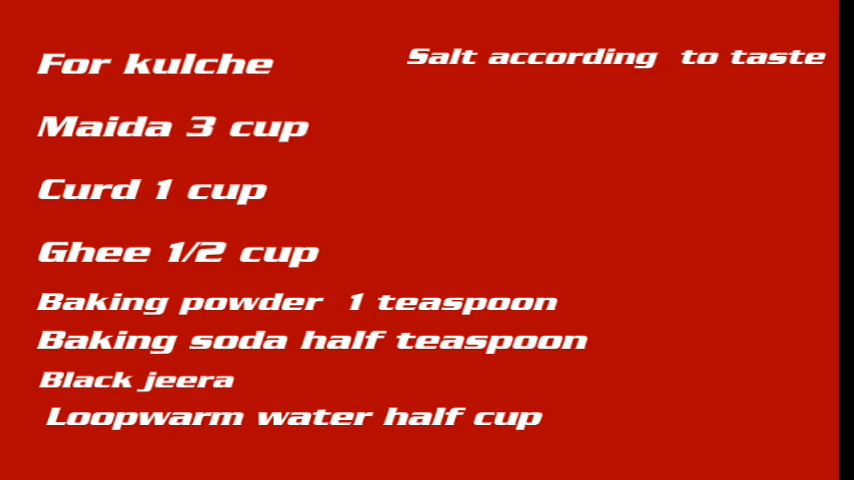 For kulche
Maida 3 cup
Curd 1 cup
Ghee 1/2 cup
Baking powder 1 teaspoon
Baking soda half teaspoon
Black jeera
Loopwarm water half cup
Salt according to taste